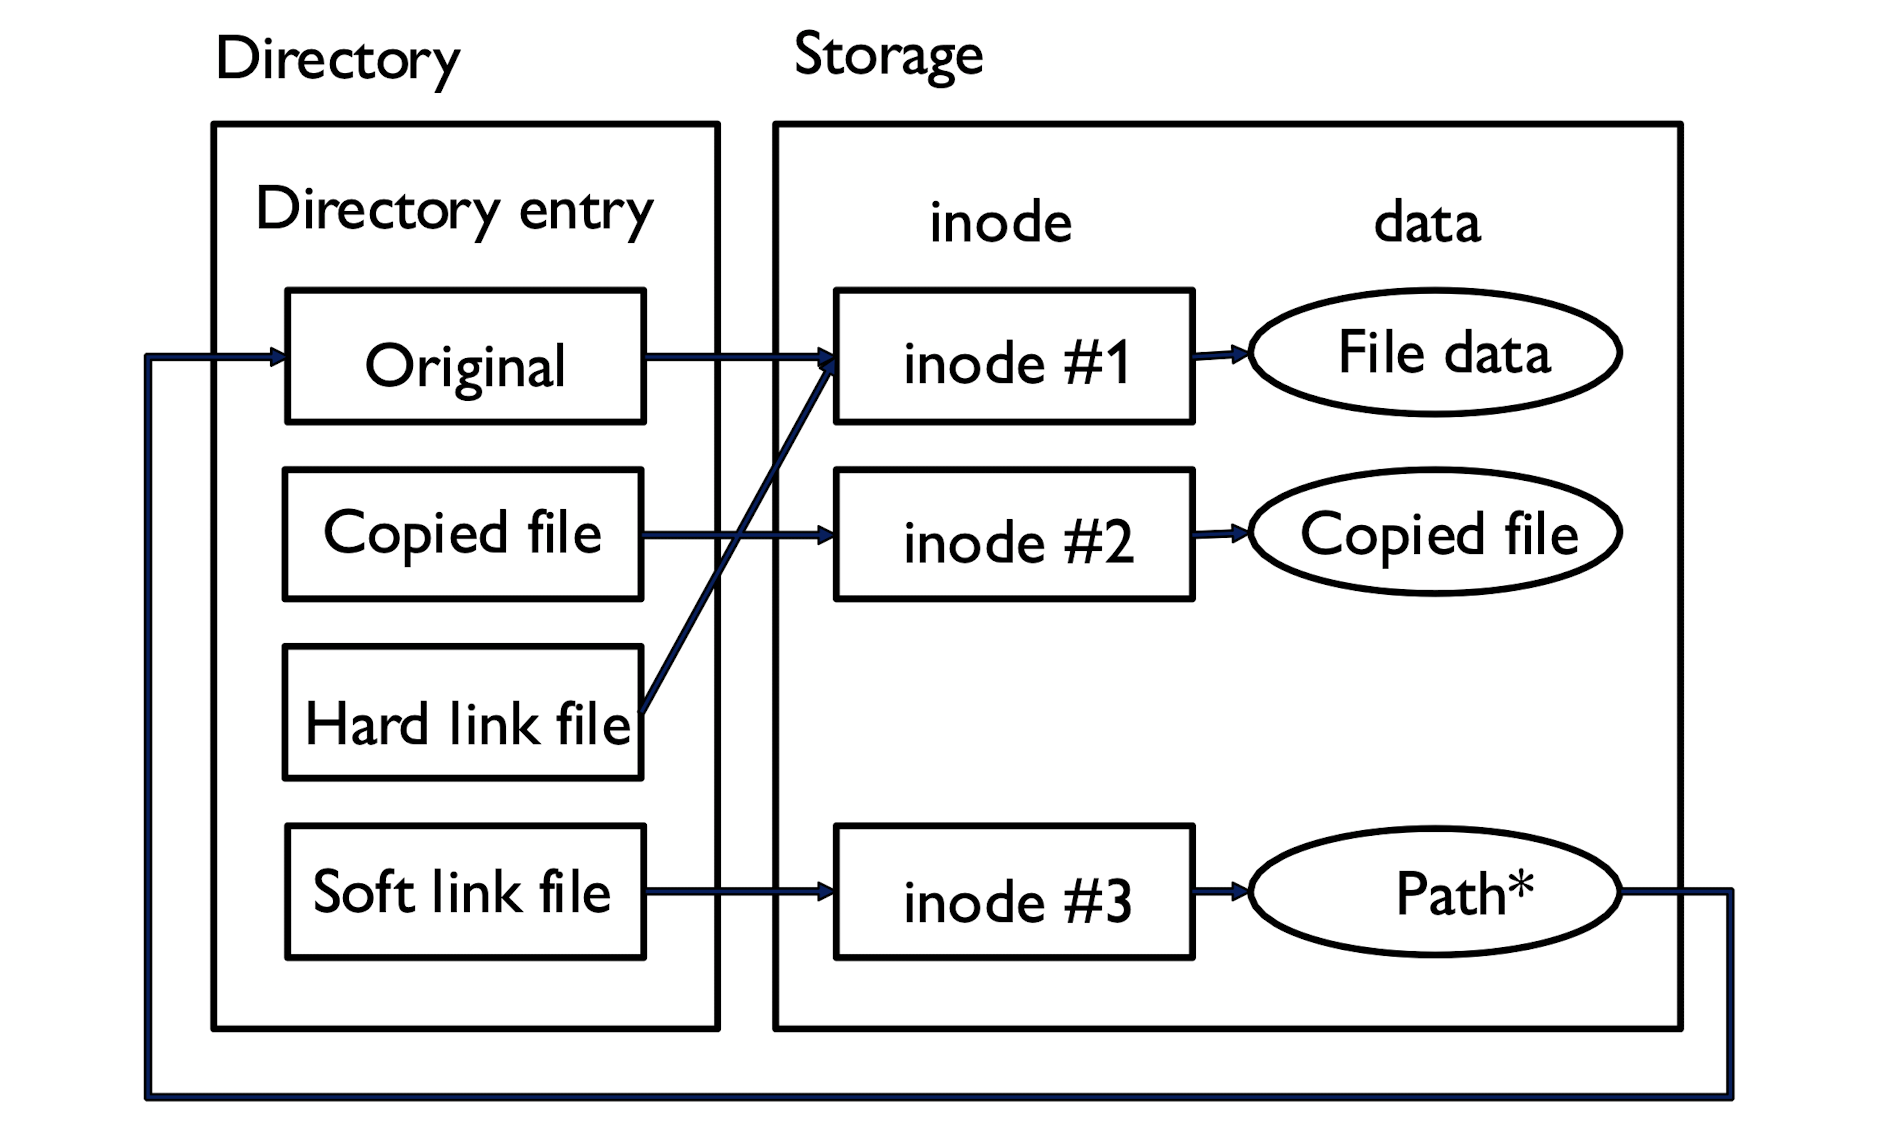 Directory
Storage
Directory entry
inode
data
Original
inode #1
File data
Copied file
inode #2
Copied file
Hard link file
Soft link file
inode #3
Path*